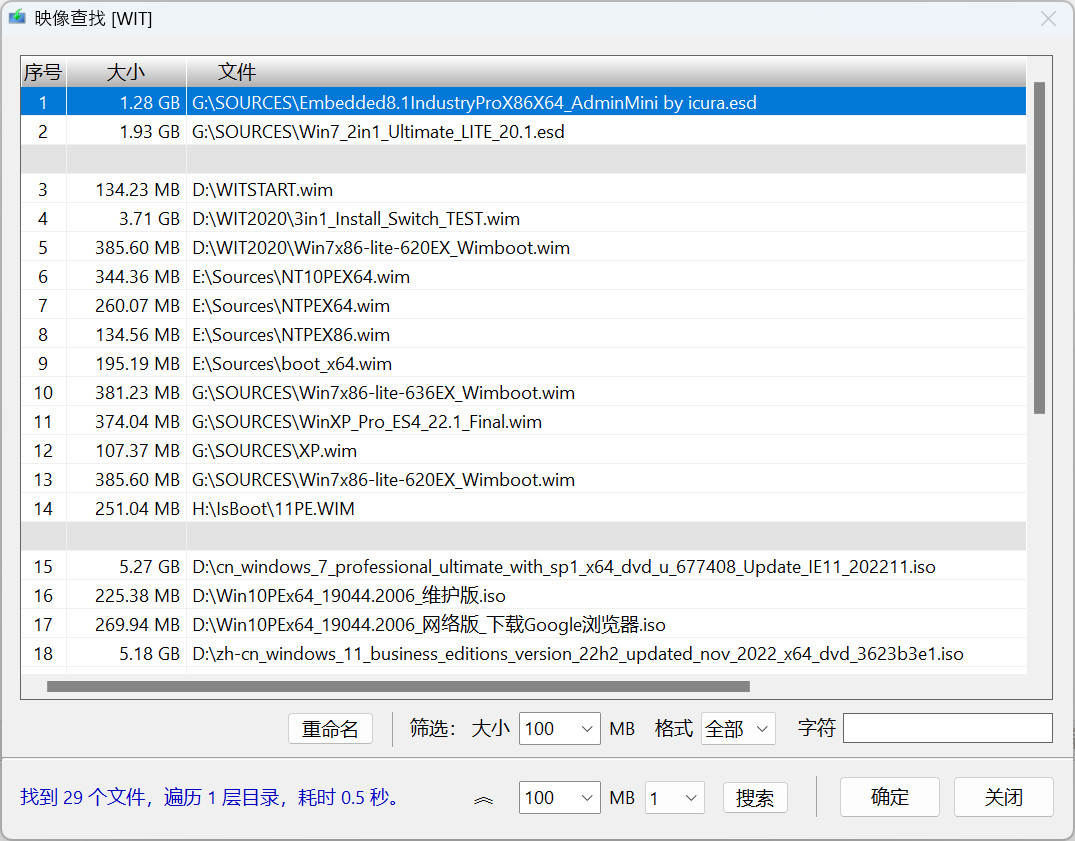 映像查找 [WIT]
序号 大小 文件
1 1.28 GB G:\SOURCES\Embedded8.1IndustryProX86X64_AdminMini by icura.esd
2 1.93 GB G:\SOURCES\Win7_2in1_Ultimate_LITE_20.1.esd
3 134.23 MB D:\WITSTART.wim
4 3.71 GB D:\WIT2020\3in1_Install_Switch_TEST.wim
5 385.60 MB D:\WIT2020\Win7x86-lite-620EX_Wimboot.wim
6 344.36 MB E:\Sources\NT10PEX64.wim
7 260.07 MB E:\Sources\NTPEX64.wim
8 134.56 MB E:\Sources\NTPEX86.wim
9 195.19 MB E:\Sources\boot_x64.wim
10 381.23 MB G:\SOURCES\Win7x86-lite-636EX_Wimboot.wim
11 374.04 MB G:\SOURCES\WinXP_Pro_ES4_22.1_Final.wim
12 107.37 MB G:\SOURCES\XP.wim
13 385.60 MB G:\SOURCES\Win7x86-lite-620EX_Wimboot.wim
14 251.04 MB H:\IsBoot\11PE.WIM
15 5.27 GB D:\cn_windows_7_professional_ultimate_with_sp1_x64_dvd_u_677408_Update_IE11_202211.iso
16 225.38 MB D:\Win10PEx64_19044.2006_维护版.iso
17 269.94 MB D:\Win10PEx64_19044.2006_网络版_下载Google浏览器.iso
18 5.18 GB D:\zh-cn_windows_11_business_editions_version_22h2_updated_nov_2022_x64_dvd_3623b3e1.iso
重命名 筛选： 大小 100 MB 格式 全部 字符
找到 29 个文件，遍历 1 层目录，耗时 0.5 秒。 100 MB 1 搜索 确定 关闭